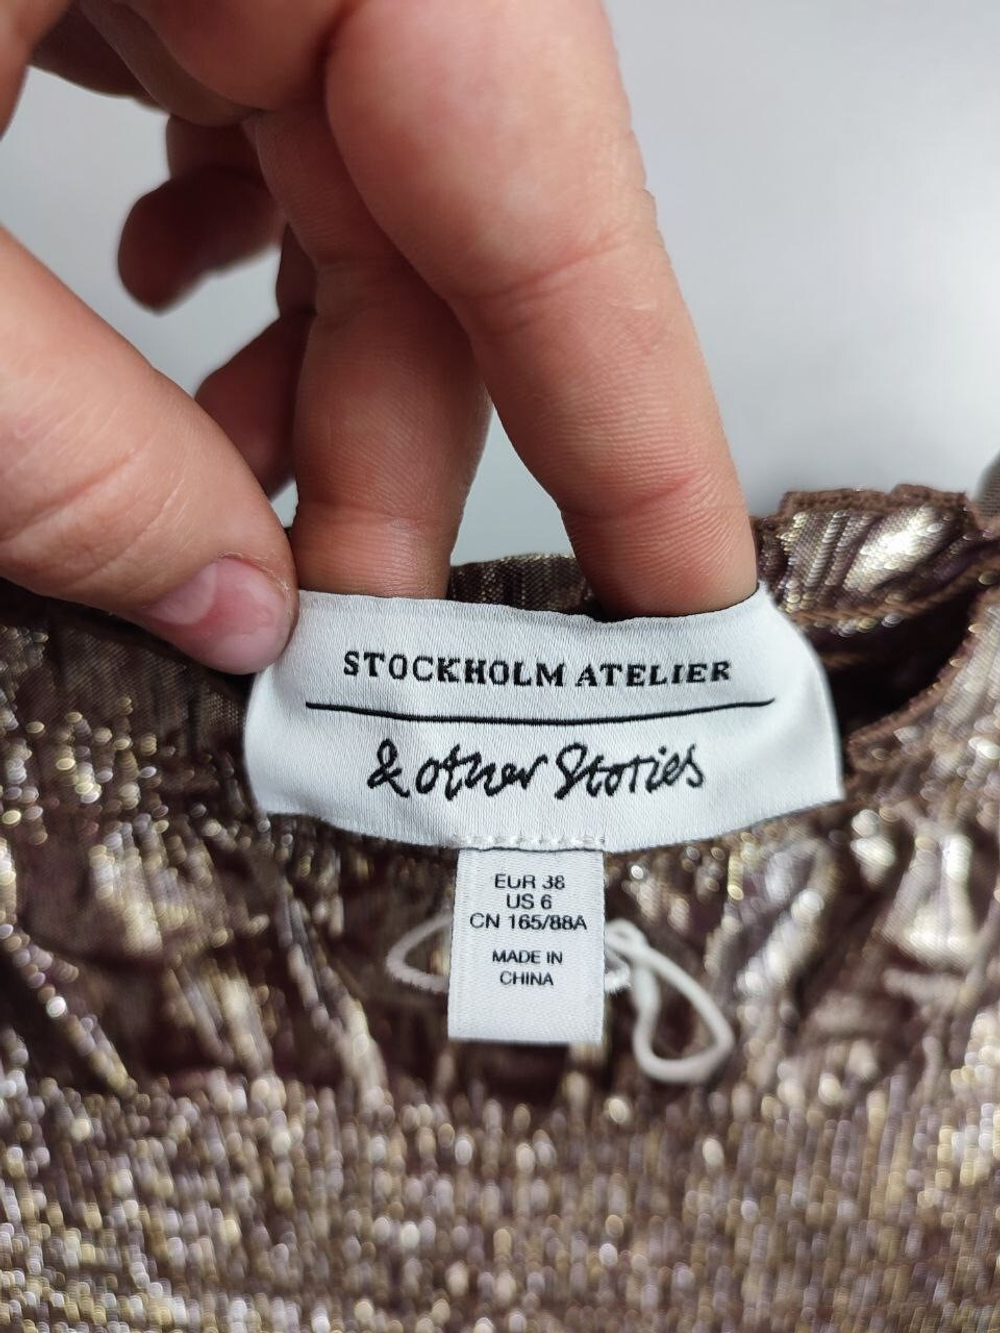 STOCKHOLM ATELIER
& other Stories
EUR 38
US 6
CN 165/88A
MADE IN
CHINA